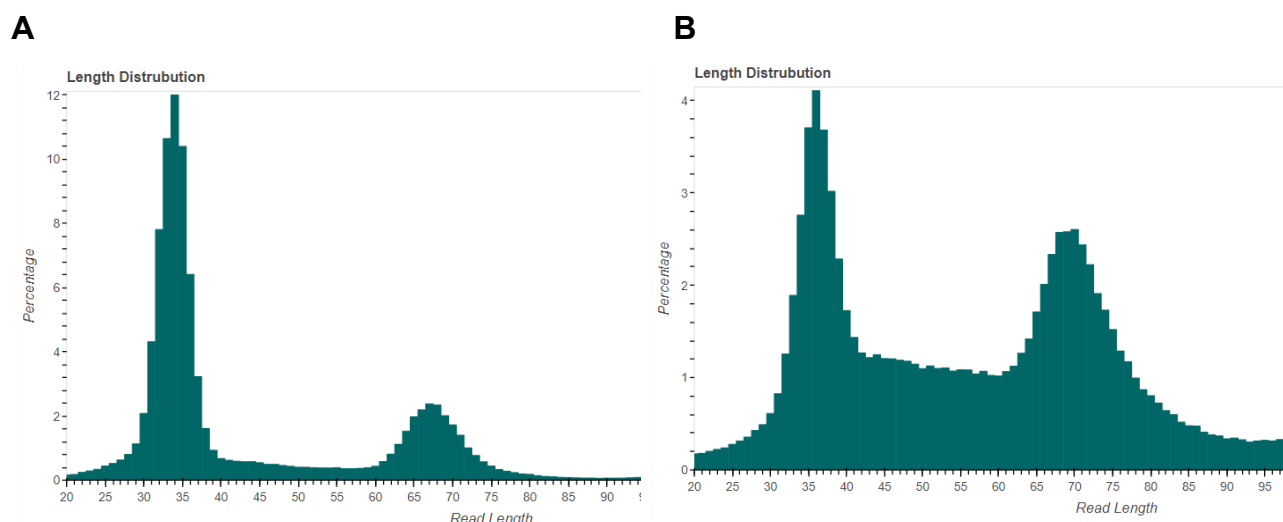 A
B
Length Distrubution
12
10
8
6
4
2
0
Percentage
20 25 30 35 40 45 50 55 60 65 70 75 80 85 90
Read Length
Length Distrubution
4
3
2
1
0
Percentage
20 25 30 35 40 45 50 55 60 65 70 75 80 85 90 95
Read Length